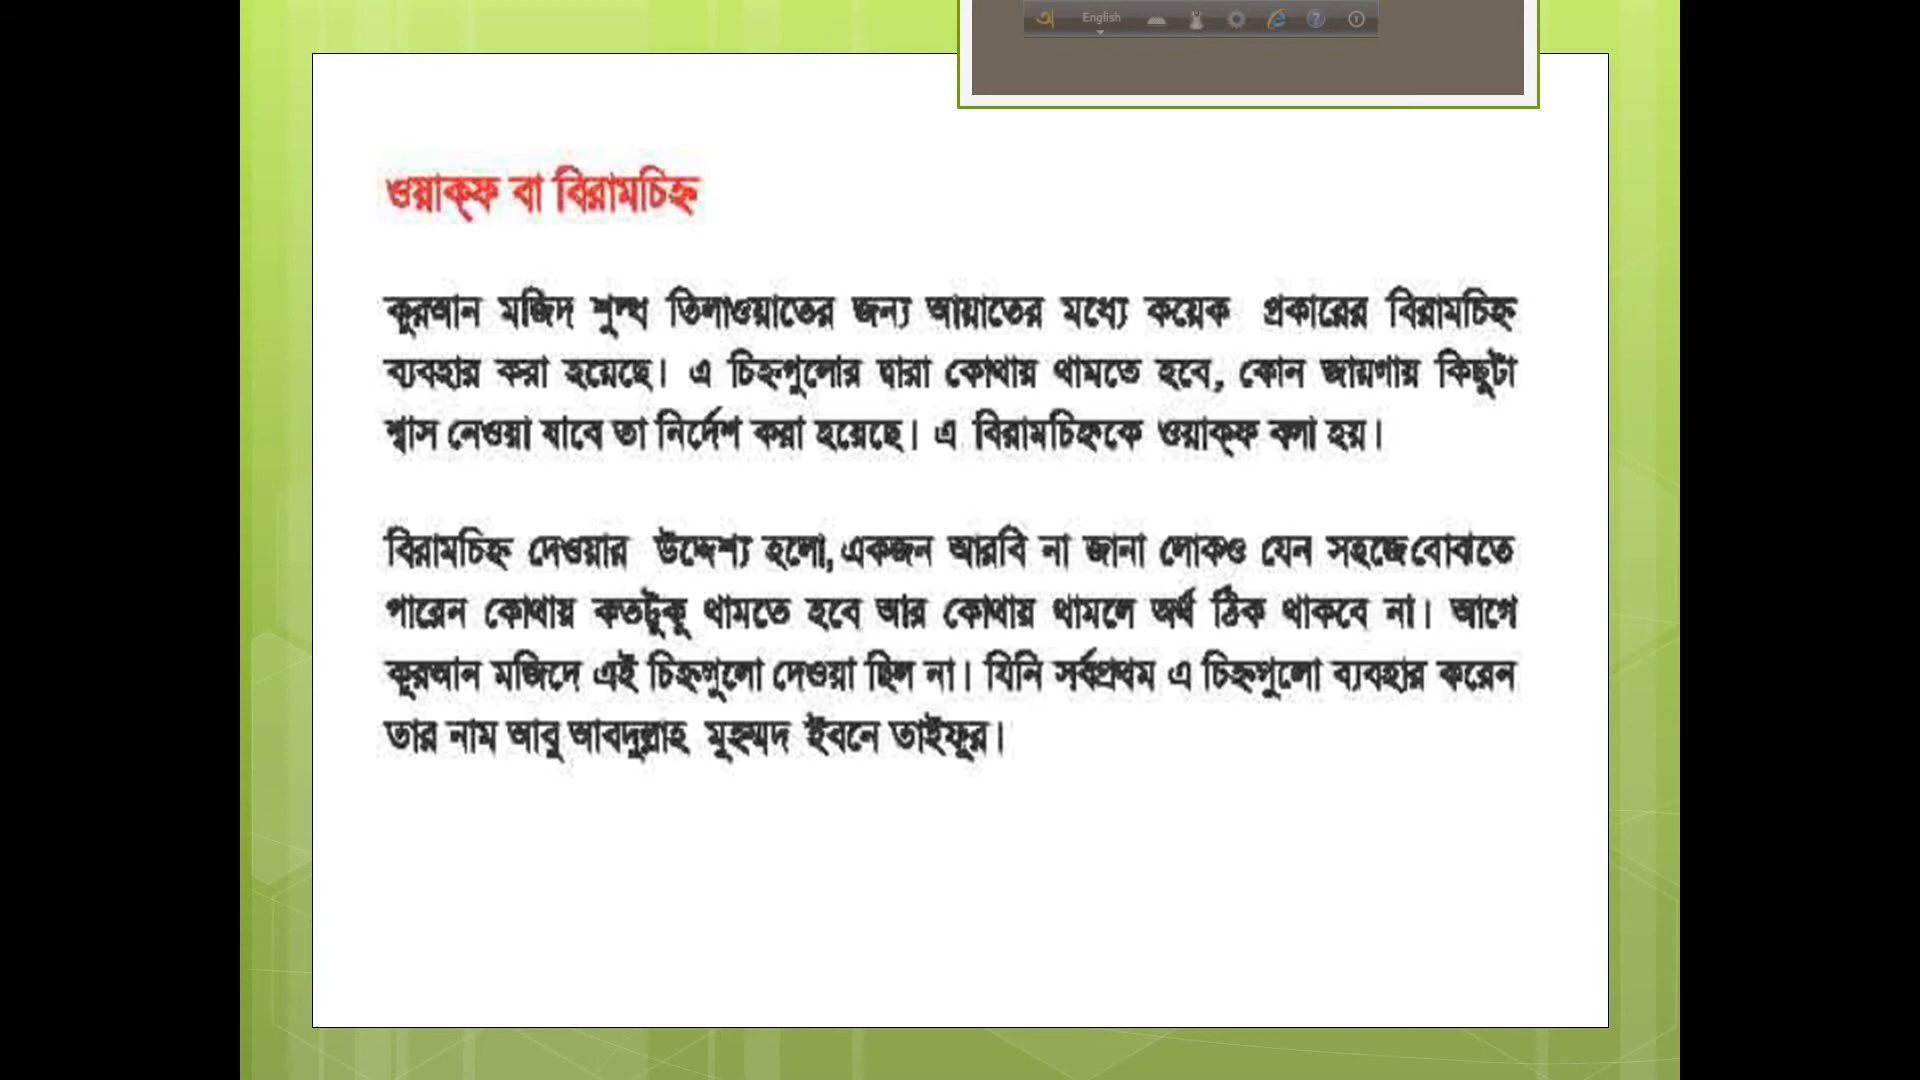 English
ওয়াক্ফ বা বিরামচিহ্ন
কুরআন মজিদ শুদ্ধ তিলাওয়াতের জন্য আয়াতের মধ্যে কয়েক প্রকারের বিরামচিহ্ন
ব্যবহার করা হয়েছে। এ চিহ্নগুলোর দ্বারা কোথায় থামতে হবে, কোন জায়গায় কিছুটা
শ্বাস নেওয়া যাবে তা নির্দেশ করা হয়েছে। এ বিরামচিহ্নকে ওয়াক্ফ বলা হয়।
বিরামচিহ্ন দেওয়ার উদ্দেশ্য হলো, একজন আরবি না জানা লোকও যেন সহজে বোঝতে
পারেন কোথায় কতটুকু থামতে হবে আর কোথায় থামলে অর্থ ঠিক থাকবে না। আগে
কুরআন মজিদে এই চিহ্নগুলো দেওয়া ছিল না। যিনি সর্বপ্রথম এ চিহ্নগুলো ব্যবহার করেন
তার নাম আবু আবদুল্লাহ মুহম্মদ ইবনে তাইফুর।